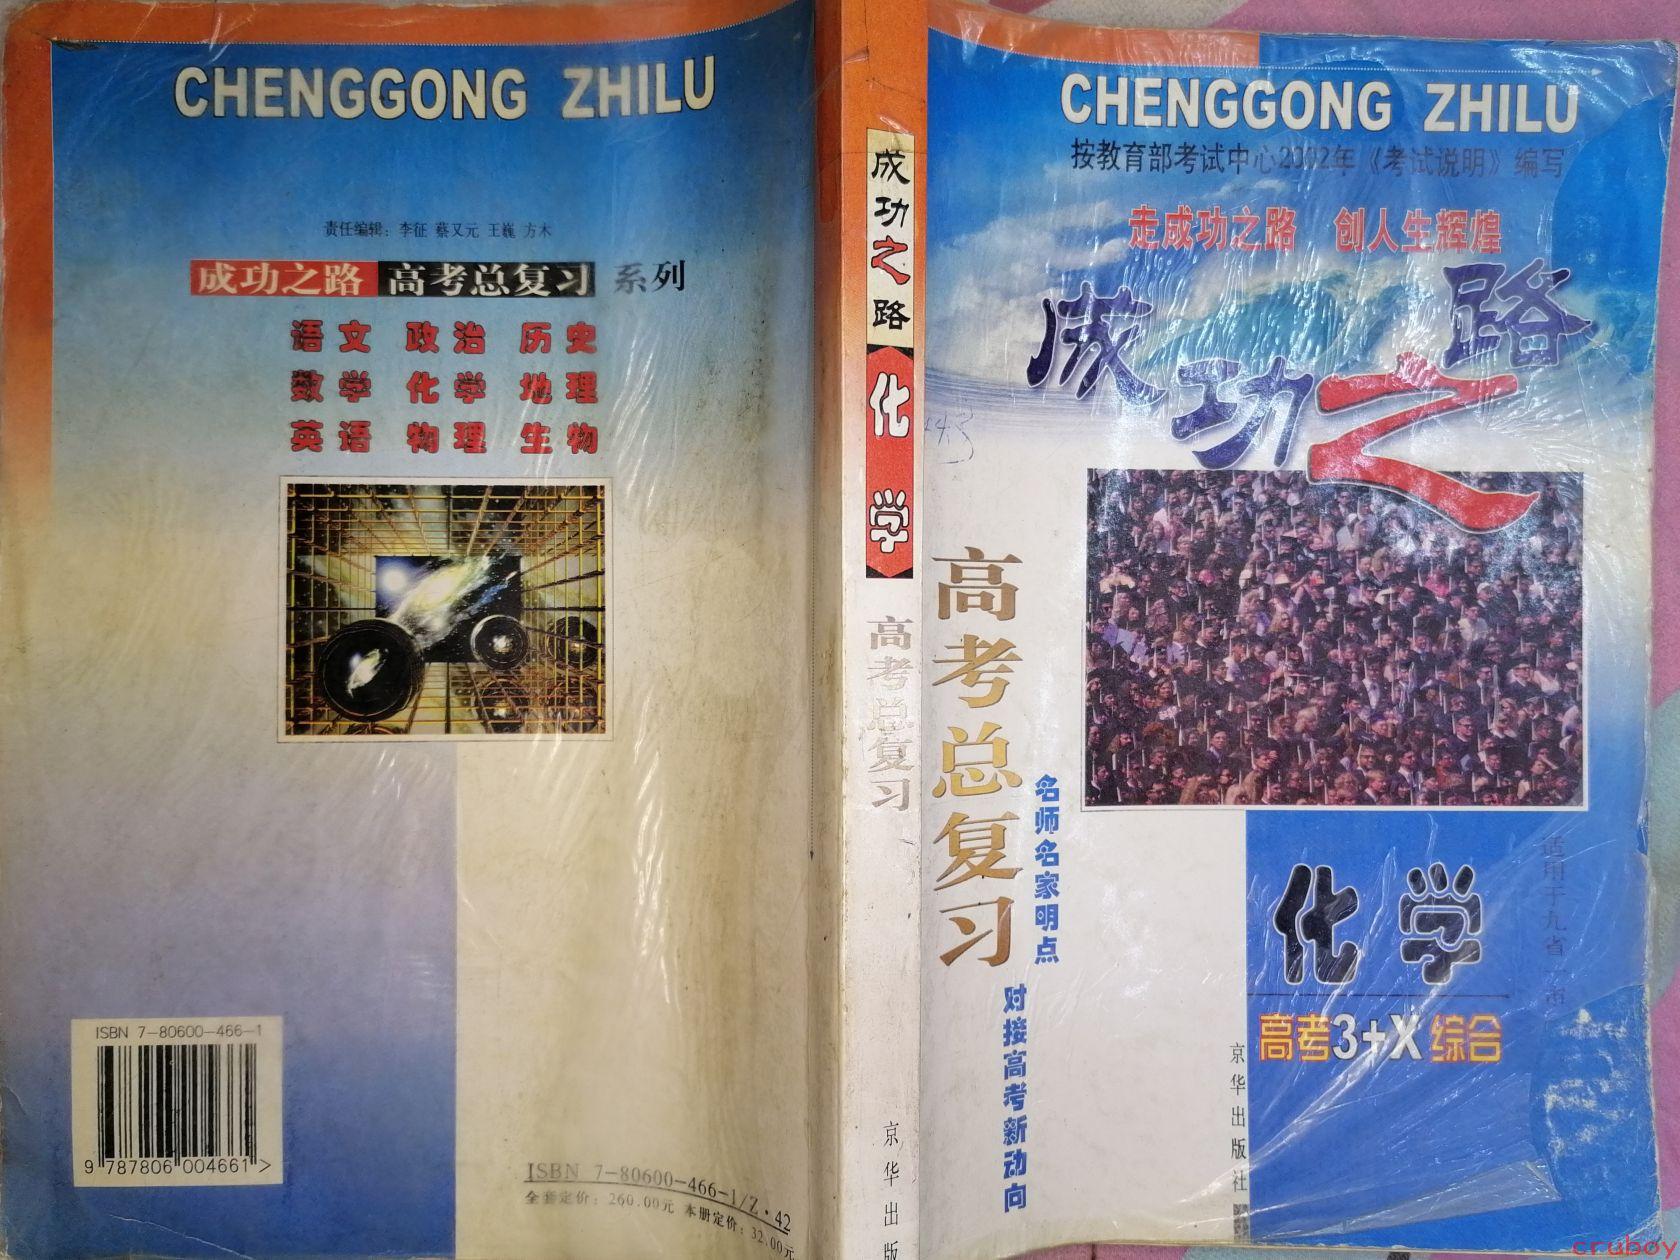 CHENGGONG ZHILU
责任编辑：李征 蔡又元 王巍 方木
成功之路 高考总复习 系列
语文 政治 历史
数学 化学 地理
英语 物理 生物
ISBN 7-80600-466-1
9 787806 004661 >
ISBN 7-80600-466-1/Z·42
全套定价：260.00元 本册定价：32.00元
成功之路
化学
高考总复习
京华出版
CHENGGONG ZHILU
按教育部考试中心2002年《考试说明》编写
走成功之路 创人生辉煌
成功之路
高考总复习
名师名家明点
对接高考新动向
化学
高考3+X综合
适用于九省一市
京华出版社
cruboy